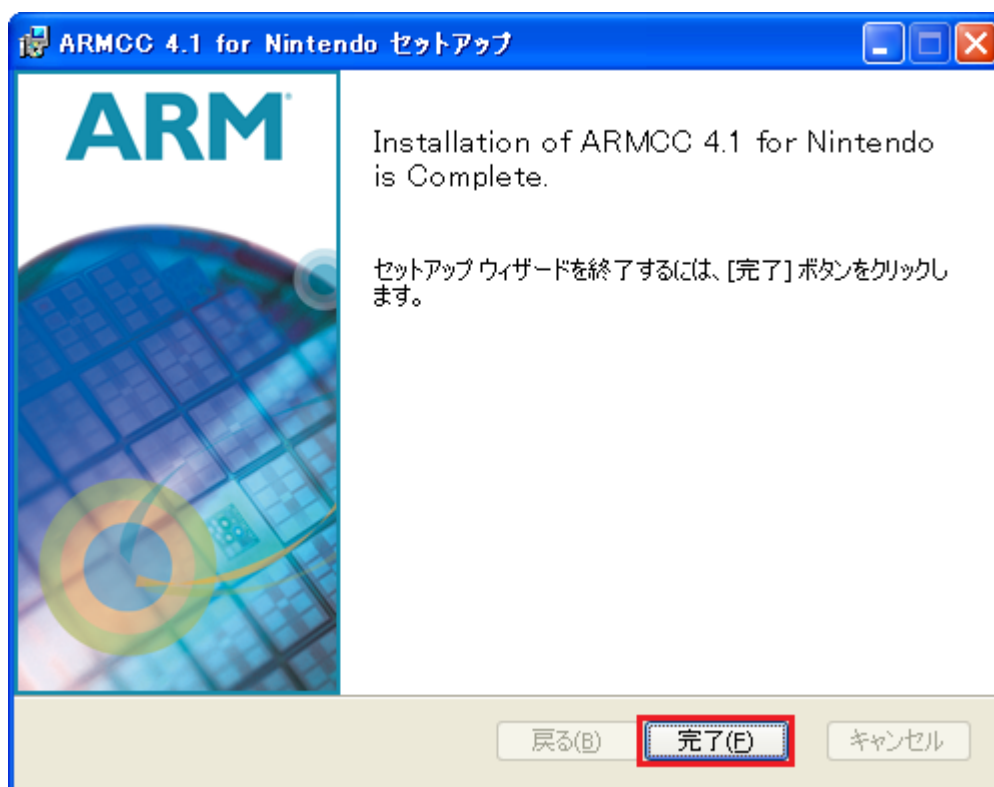 ARMCC 4.1 for Nintendo セットアップ
ARM
Installation of ARMCC 4.1 for Nintendo
is Complete.
セットアップ ウィザードを終了するには、[完了] ボタンをクリックし
ます。
戻る(B)
完了(F)
キャンセル